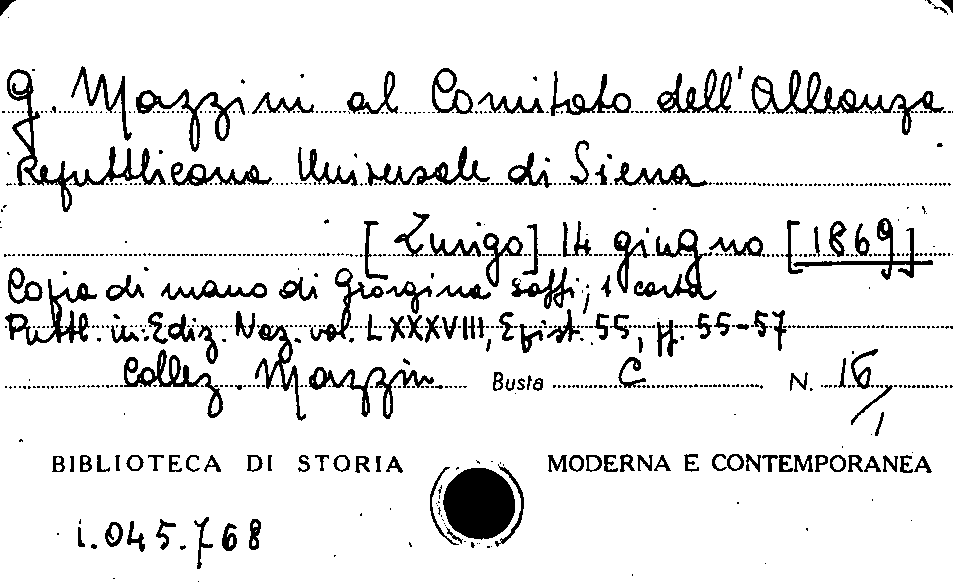 G. Mazzini al Comitato dell'Alleanza
Repubblicana Universale di Siena
[Zurigo] 14 giugno [1869]
Copia di mano di Giorgina Saffi; 1 carta
Pubbl. in: Ediz. Naz. vol. LXXXVIII, Epist. 55, pp. 55-57
Collez. Mazzini Busta C N. 16/1
BIBLIOTECA DI STORIA MODERNA E CONTEMPORANEA
1.045.768